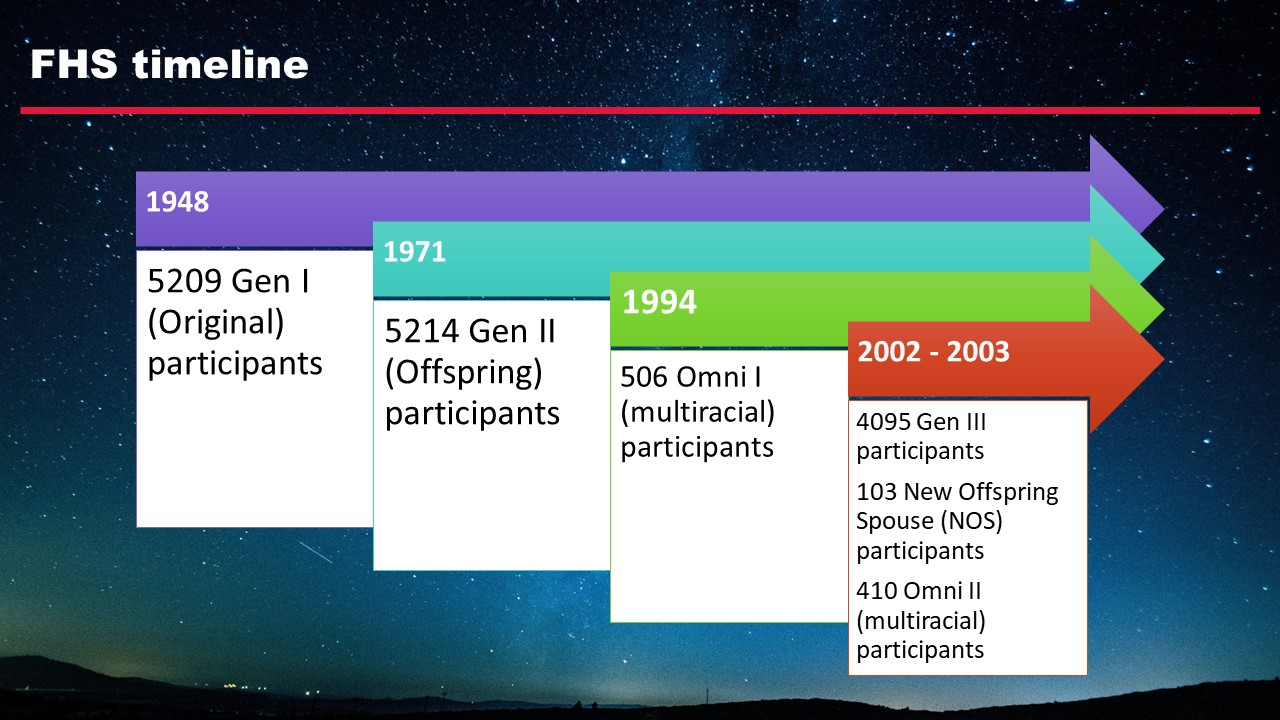 FHS timeline
1948
5209 Gen I
(Original)
participants
1971
5214 Gen II
(Offspring)
participants
1994
506 Omni I
(multiracial)
participants
2002 - 2003
4095 Gen III
participants
103 New Offspring
Spouse (NOS)
participants
410 Omni II
(multiracial)
participants